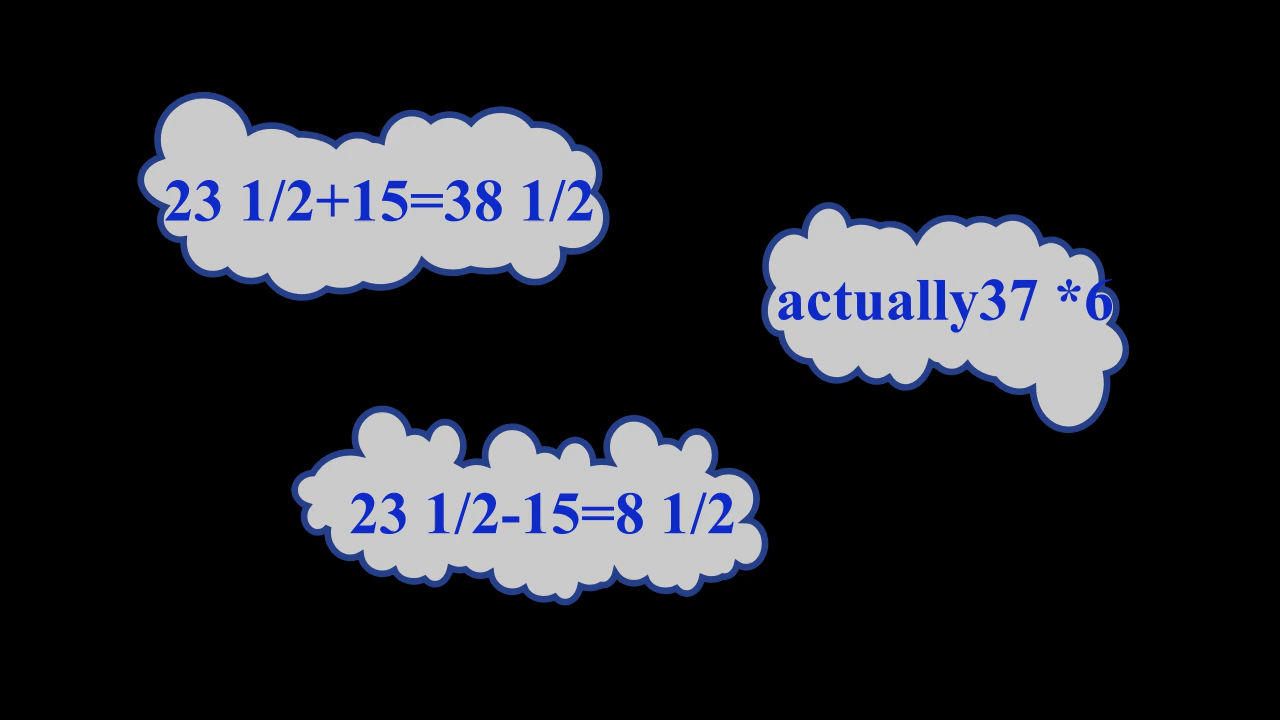 23 1/2+15=38 1/2
actually37 *6
23 1/2-15=8 1/2